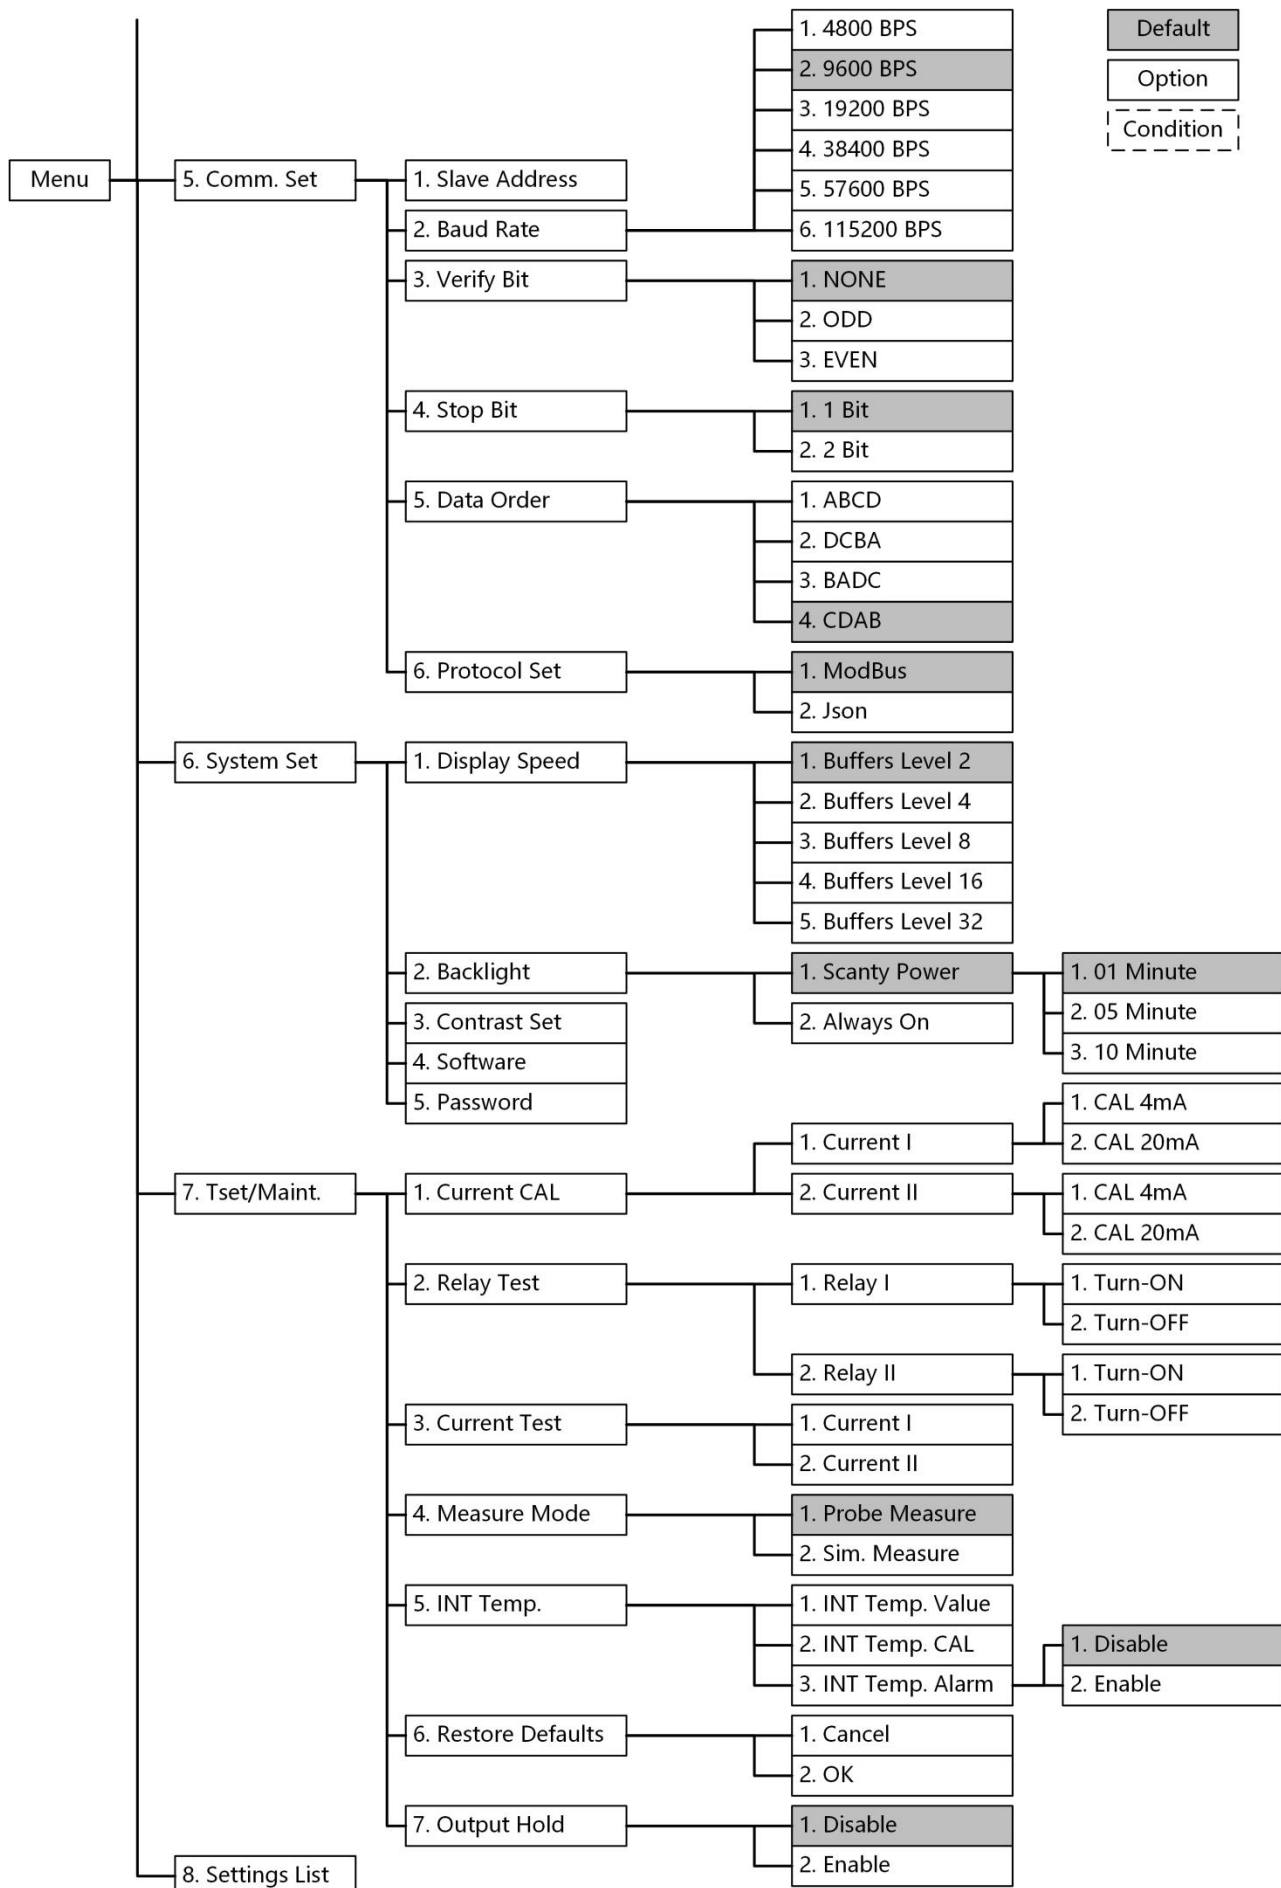 1. 4800 BPS
Default
2. 9600 BPS
Option
3. 19200 BPS
Condition
4. 38400 BPS
Menu
5. Comm. Set
1. Slave Address
5. 57600 BPS
2. Baud Rate
6. 115200 BPS
3. Verify Bit
1. NONE
2. ODD
3. EVEN
4. Stop Bit
1. 1 Bit
2. 2 Bit
5. Data Order
1. ABCD
2. DCBA
3. BADC
4. CDAB
6. Protocol Set
1. ModBus
2. Json
6. System Set
1. Display Speed
1. Buffers Level 2
2. Buffers Level 4
3. Buffers Level 8
4. Buffers Level 16
5. Buffers Level 32
2. Backlight
1. Scanty Power
1. 01 Minute
3. Contrast Set
2. Always On
2. 05 Minute
4. Software
3. 10 Minute
5. Password
1. CAL 4mA
1. Current I
2. CAL 20mA
7. Tset/Maint.
1. Current CAL
2. Current II
1. CAL 4mA
2. CAL 20mA
2. Relay Test
1. Relay I
1. Turn-ON
2. Turn-OFF
2. Relay II
1. Turn-ON
3. Current Test
1. Current I
2. Turn-OFF
2. Current II
4. Measure Mode
1. Probe Measure
2. Sim. Measure
5. INT Temp.
1. INT Temp. Value
2. INT Temp. CAL
1. Disable
3. INT Temp. Alarm
2. Enable
6. Restore Defaults
1. Cancel
2. OK
7. Output Hold
1. Disable
2. Enable
8. Settings List